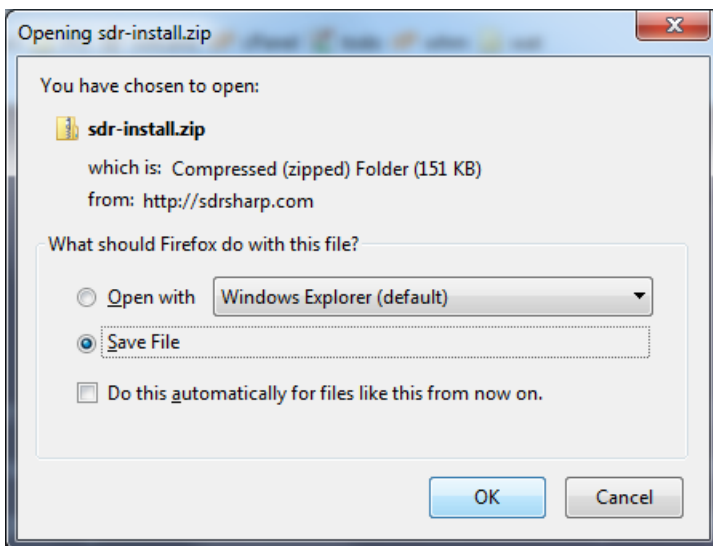 Opening sdr-install.zip
You have chosen to open:
sdr-install.zip
which is: Compressed (zipped) Folder (151 KB)
from: http://sdrsharp.com
What should Firefox do with this file?
Open with Windows Explorer (default)
Save File
Do this automatically for files like this from now on.
OK Cancel